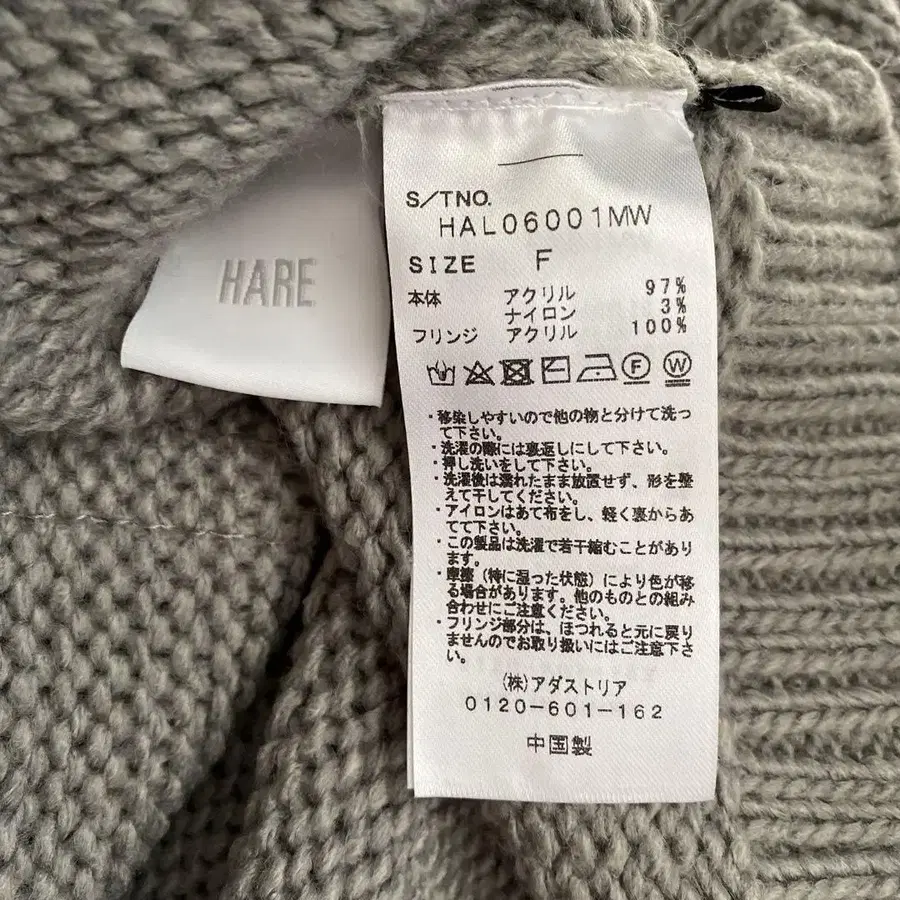 HARE
S/TNO.
HAL06001MW
SIZE F
本体 アクリル 97%
ナイロン 3%
フリンジ アクリル 100%
F W
・移染しやすいので他の物と分けて洗っ
て下さい。
・洗濯の際には裏返しにして下さい。
・押し洗いをして下さい。
・洗濯後は濡れたまま放置せず、形を整
えて干してください。
・アイロンはあて布をし、軽く裏からあ
てて下さい。
・この製品は洗濯で若干縮むことがあり
ます。
・摩擦（特に湿った状態）により色が移
る場合があります。他のものとの組み
合わせにご注意ください。
・フリンジ部分は、ほつれると元に戻り
ませんのでお取り扱いにはご注意下さ
い。
(株)アダストリア
0120-601-162
中国製